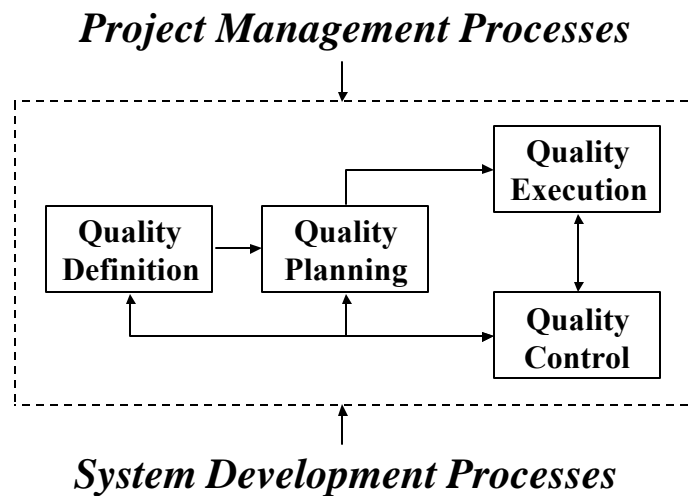 Project Management Processes
Quality
Execution
Quality
Definition
Quality
Planning
Quality
Control
System Development Processes